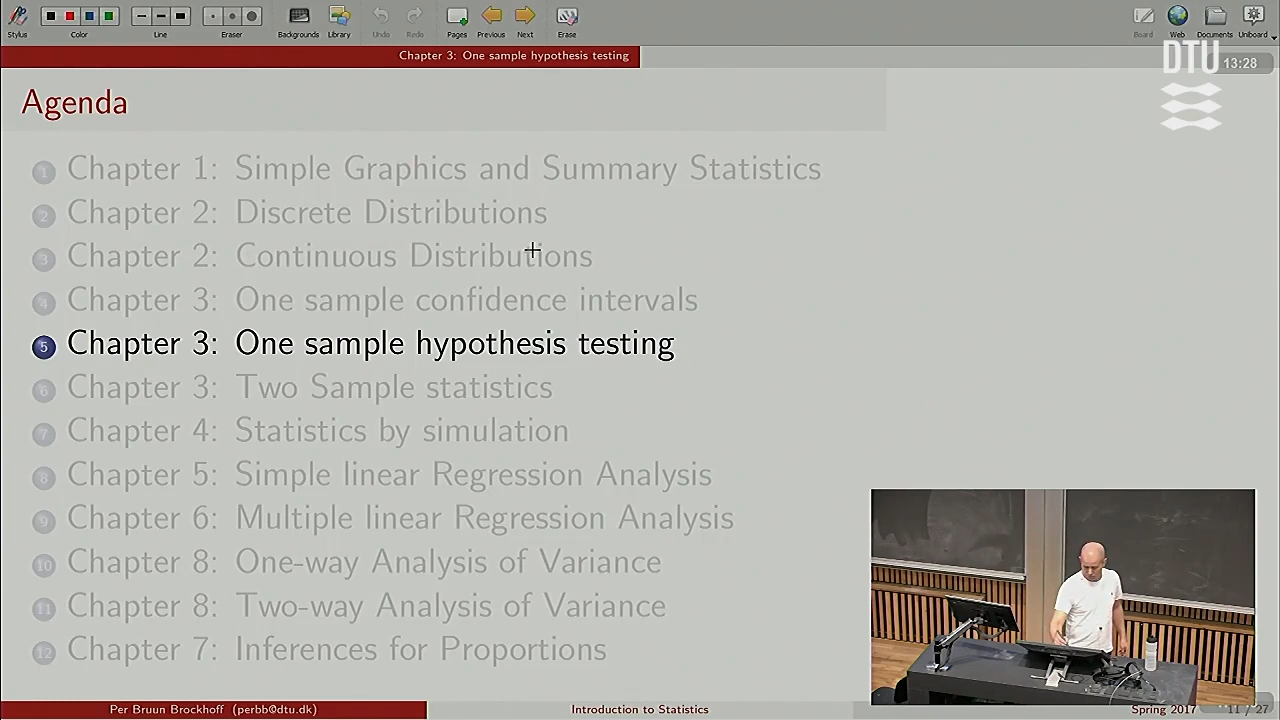 Stylus
Color
Line
Eraser
Backgrounds
Library
Undo
Redo
Pages
Previous
Next
Erase
Board
Web
Documents
Uniboard
Chapter 3: One sample hypothesis testing
DTU
13:28
Agenda
1 Chapter 1: Simple Graphics and Summary Statistics
2 Chapter 2: Discrete Distributions
3 Chapter 2: Continuous Distributions
4 Chapter 3: One sample confidence intervals
5 Chapter 3: One sample hypothesis testing
6 Chapter 3: Two Sample statistics
7 Chapter 4: Statistics by simulation
8 Chapter 5: Simple linear Regression Analysis
9 Chapter 6: Multiple linear Regression Analysis
10 Chapter 8: One-way Analysis of Variance
11 Chapter 8: Two-way Analysis of Variance
12 Chapter 7: Inferences for Proportions
Per Bruun Brockhoff (perbb@dtu.dk)
Introduction to Statistics
Spring 2017
11 / 27